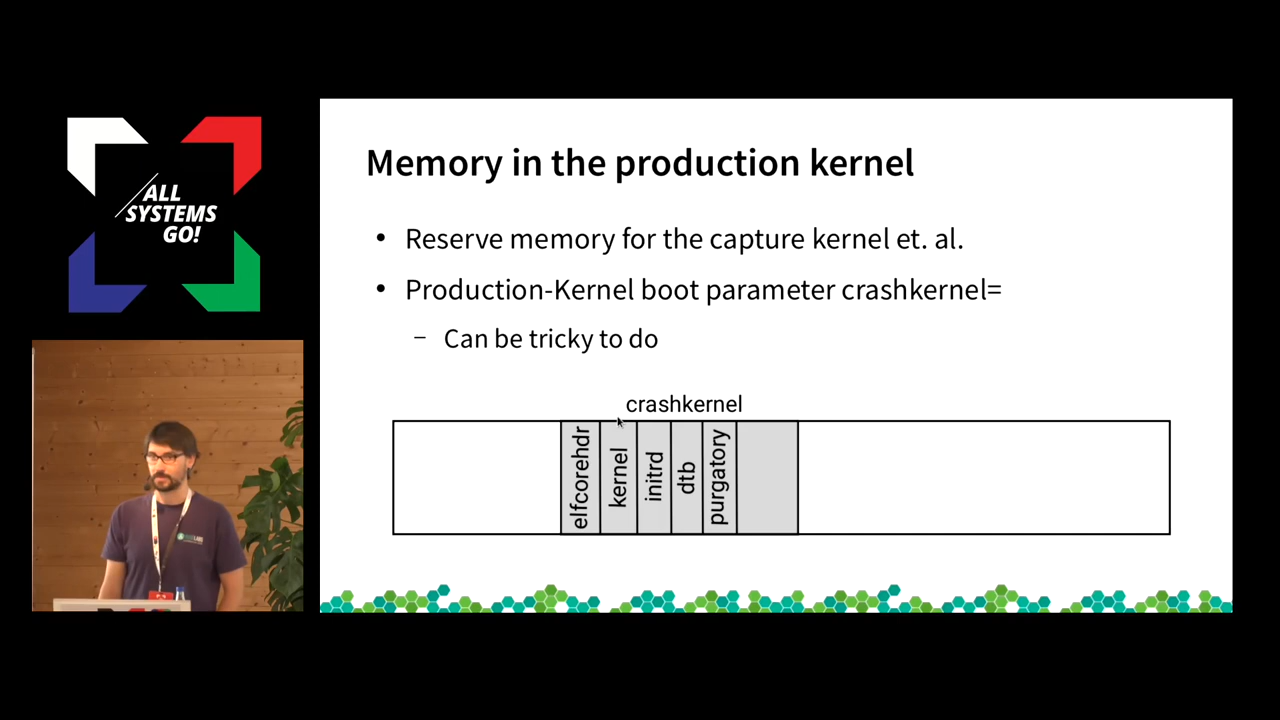 ALL
SYSTEMS
GO!
Memory in the production kernel
• Reserve memory for the capture kernel et. al.
• Production-Kernel boot parameter crashkernel=
– Can be tricky to do
crashkernel
elfcorehdr
kernel
initrd
dtb
purgatory